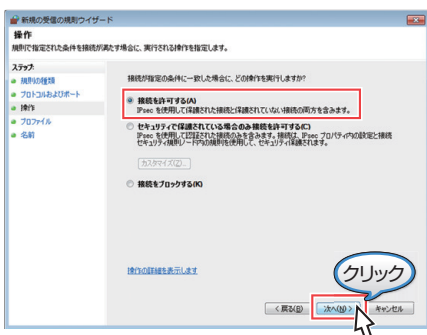 新規の受信の規則ウィザード
操作
規則で指定された条件を接続が満たす場合に、実行される操作を指定します。
ステップ:
規則の種類
プロトコルおよびポート
操作
プロファイル
名前
接続が指定の条件に一致した場合に、どの操作を実行しますか?
接続を許可する(A)
IPsec を使用して保護された接続と保護されていない接続の両方を含みます。
セキュリティで保護されている場合のみ接続を許可する(C)
IPsec を使用して認証された接続のみを含みます。接続は、IPsec プロパティ内の設定と接続
セキュリティ規則ノード内の規則を使用して、セキュリティ保護されます。
カスタマイズ(Z)...
接続をブロックする(K)
操作の詳細を表示します
クリック
< 戻る(B)
次へ(N) >
キャンセル